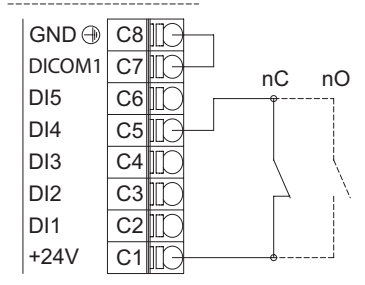 GND C8
DICOM1 C7
nC nO
DI5 C6
DI4 C5
DI3 C4
DI2 C3
DI1 C2
+24V C1